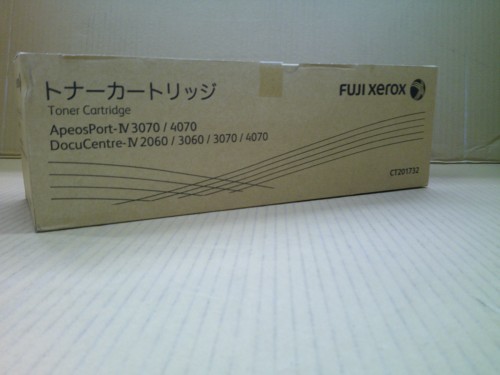 トナーカートリッジ
Toner Cartridge
ApeosPort-Ⅳ 3070 / 4070
DocuCentre-Ⅳ 2060 / 3060 / 3070 / 4070
FUJI xerox
CT201732